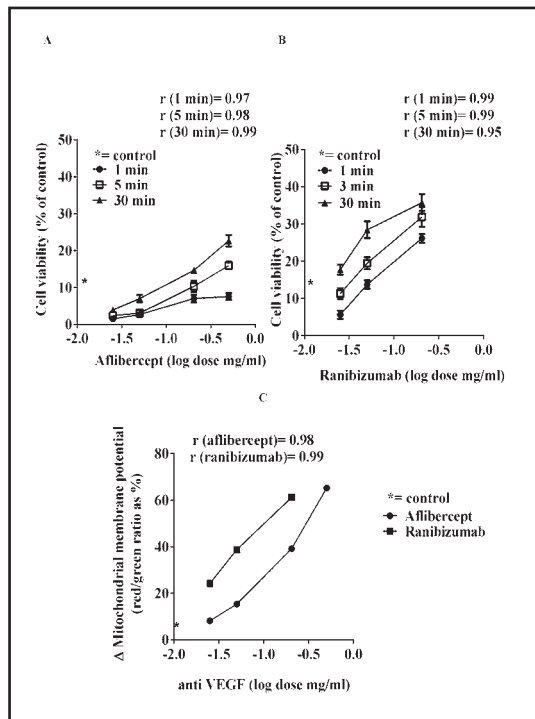 A
r (1 min)= 0.97
r (5 min)= 0.98
r (30 min)= 0.99
*= control
1 min
5 min
30 min
Cell viability (% of control)
50
40
30
20
10
0
*
-2.0 -1.5 -1.0 -0.5 0.0
Aflibercept (log dose mg/ml)
B
r (1 min)= 0.99
r (5 min)= 0.99
r (30 min)= 0.95
*= control
1 min
3 min
30 min
Cell viability (% of control)
50
40
30
20
10
0
*
-2.0 -1.5 -1.0 -0.5 0.0
Ranibizumab (log dose mg/ml)
C
r (aflibercept)= 0.98
r (ranibizumab)= 0.99
Δ Mitochondrial membrane potential
(red/green ratio as %)
80
60
40
20
0
*
-2.0 -1.5 -1.0 -0.5 0.0
anti VEGF (log dose mg/ml)
*= control
Aflibercept
Ranibizumab